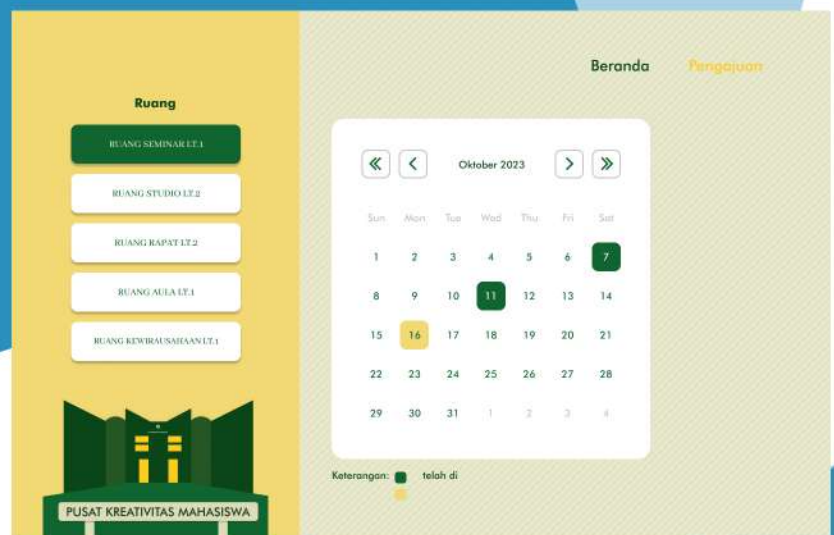 Beranda Pengajuan
Ruang
RUANG SEMINAR LT.1
RUANG STUDIO LT.2
RUANG RAPAT LT.2
RUANG AULA LT.1
RUANG KEWIRAUSAHAAN LT.1
PUSAT KREATIVITAS MAHASISWA
Oktober 2023
Sun Mon Tue Wed Thu Fri Sat
1 2 3 4 5 6 7
8 9 10 11 12 13 14
15 16 17 18 19 20 21
22 23 24 25 26 27 28
29 30 31 1 2 3 4
Keterangan: telah di